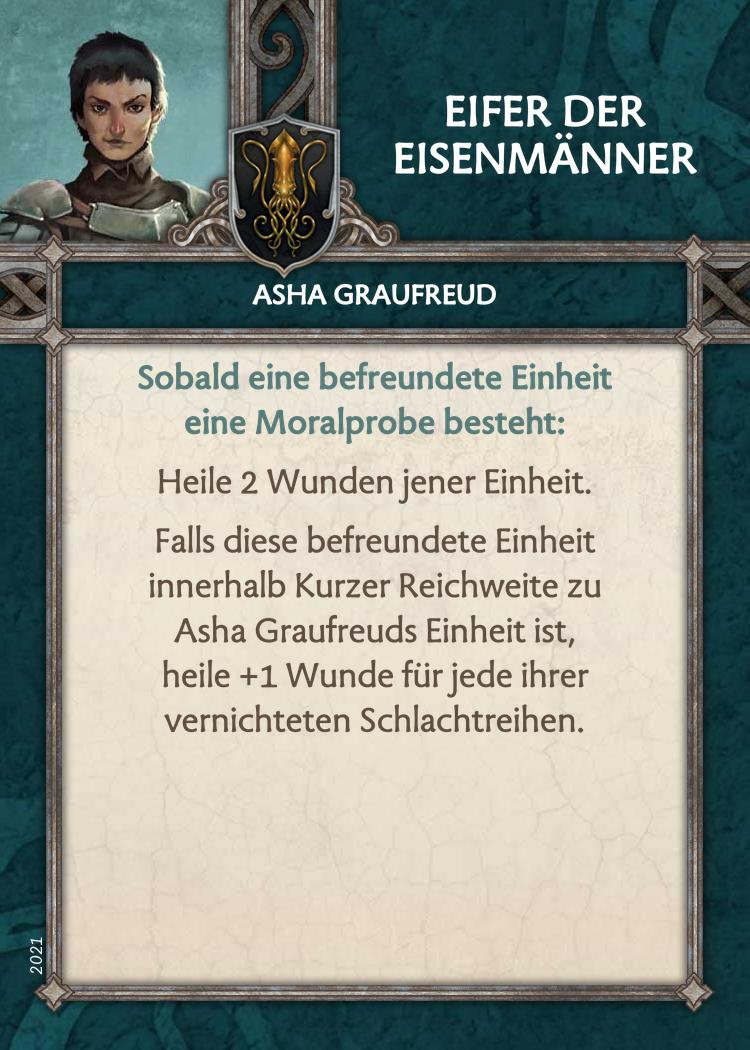 EIFER DER
EISENMÄNNER
ASHA GRAUFREUD
Sobald eine befreundete Einheit
eine Moralprobe besteht:
Heile 2 Wunden jener Einheit.
Falls diese befreundete Einheit
innerhalb Kurzer Reichweite zu
Asha Graufreuds Einheit ist,
heile +1 Wunde für jede ihrer
vernichteten Schlachtreihen.
2021